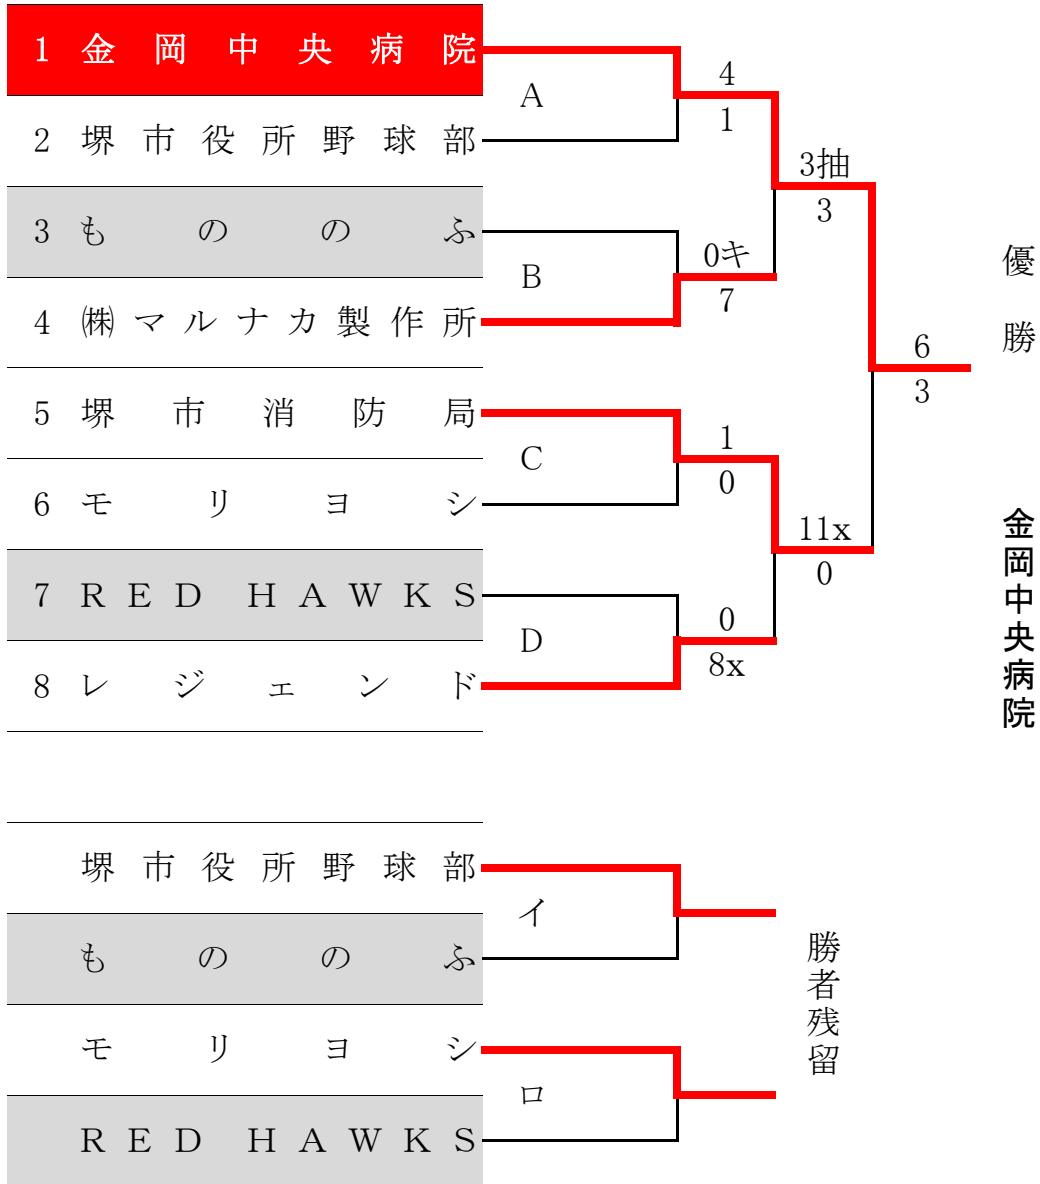 1 金岡中央病院
A
4
1
2 堺市役所野球部
3抽
3
3 もののふ
B
0キ
7
4 ㈱マルナカ製作所
優勝
6
3
5 堺市消防局
C
1
0
6 モリヨシ
11x
0
7 RED HAWKS
D
0
8x
8 レジェンド
金岡中央病院
堺市役所野球部
イ
もののふ
勝者残留
モリヨシ
ロ
RED HAWKS